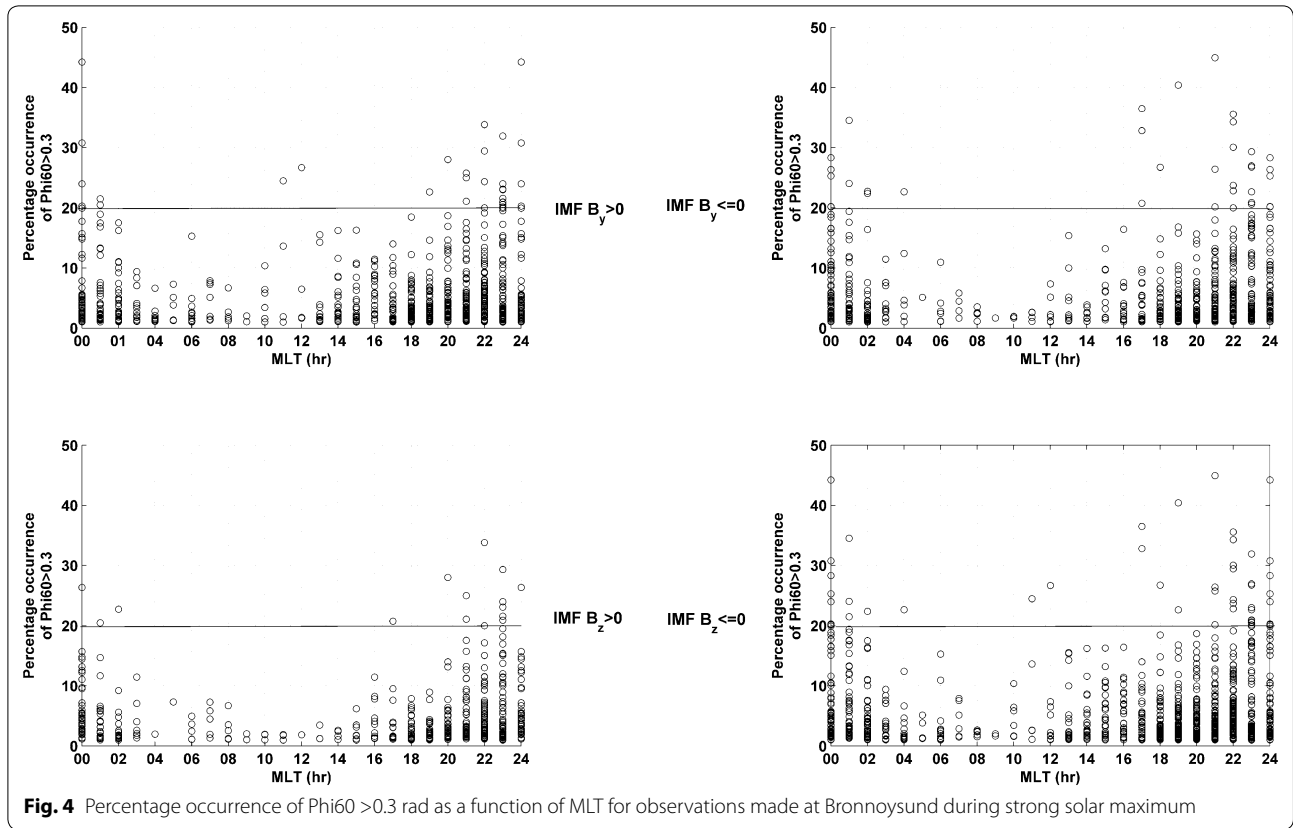 50
40
30
20
10
0
Percentage occurrence
of Phi60>0.3
00 02 01 04 06 08 10 12 14 16 18 20 22 24
MLT (hr)
IMF By>0
50
40
30
20
10
0
Percentage occurrence
of Phi60>0.3
00 02 04 06 08 10 12 14 16 18 20 22 24
MLT (hr)
IMF By<=0
50
40
30
20
10
0
Percentage occurrence
of Phi60>0.3
00 02 04 06 08 10 12 14 16 18 20 22 24
MLT (hr)
IMF Bz>0
50
40
30
20
10
0
Percentage occurrence
of Phi60>0.3
00 02 04 06 08 10 12 14 16 18 20 22 24
MLT (hr)
IMF Bz<=0
Fig. 4 Percentage occurrence of Phi60 >0.3 rad as a function of MLT for observations made at Bronnoysund during strong solar maximum